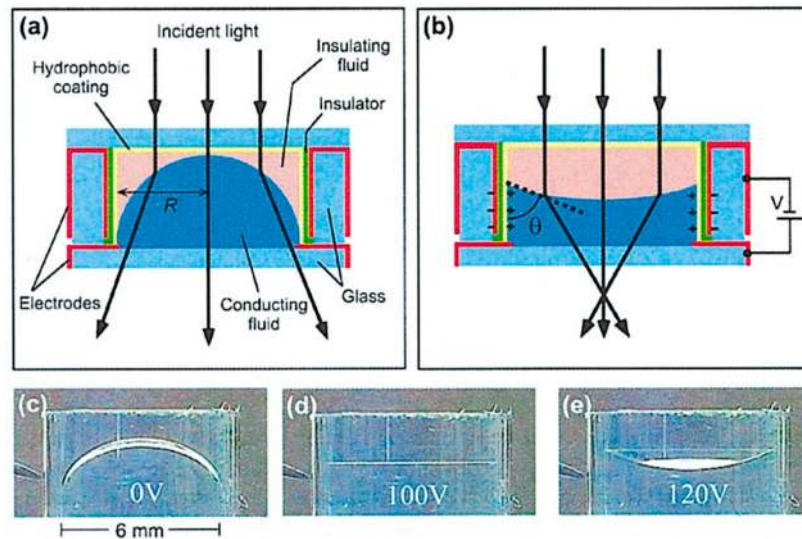 (a)
Incident light
Hydrophobic
coating
Insulating
fluid
Insulator
R
Electrodes
Conducting
fluid
Glass
(b)
θ
V
(c)
0V
6 mm
(d)
100V
(e)
120V